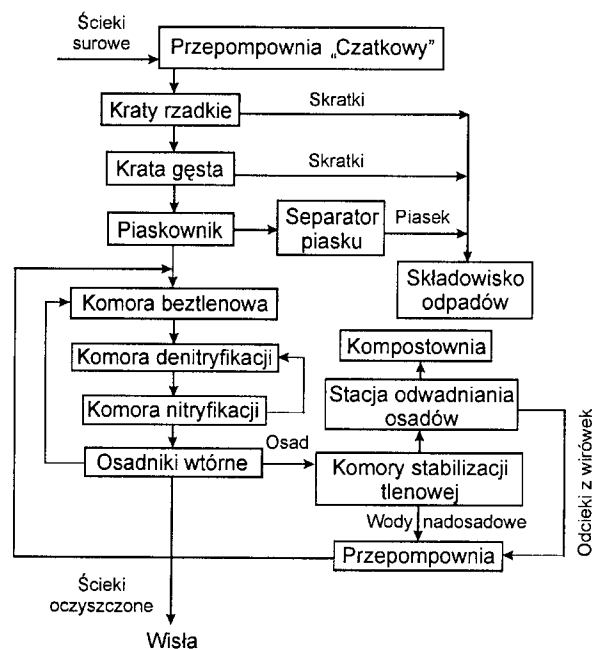 Ścieki
surowe
Przepompownia „Czatkowy”
Kraty rzadkie
Skratki
Krata gęsta
Skratki
Piaskownik
Separator
piasku
Piasek
Składowisko
odpadów
Komora beztlenowa
Kompostownia
Komora denitryfikacji
Stacja odwadniania
osadów
Komora nitryfikacji
Osadniki wtórne
Osad
Komory stabilizacji
tlenowej
Odcieki z wirówek
Wody nadosadowe
Przepompownia
Ścieki
oczyszczone
Wisła